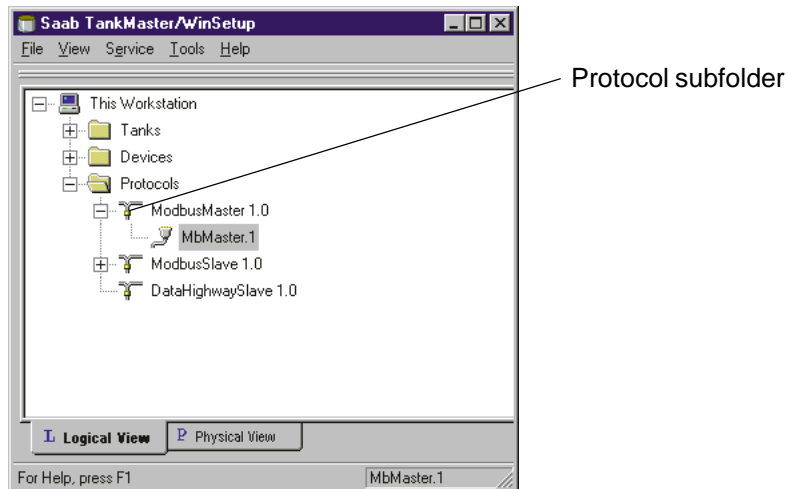 Saab TankMaster/WinSetup
File View Service Tools Help
Protocol subfolder
This Workstation
Tanks
Devices
Protocols
ModbusMaster 1.0
MbMaster.1
ModbusSlave 1.0
DataHighwaySlave 1.0
L Logical View P Physical View
For Help, press F1 MbMaster.1